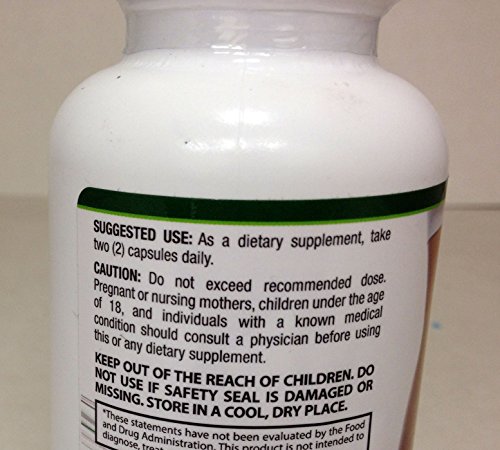 SUGGESTED USE: As a dietary supplement, take
two (2) capsules daily.
CAUTION: Do not exceed recommended dose.
Pregnant or nursing mothers, children under the age
of 18, and individuals with a known medical
condition should consult a physician before using
this or any dietary supplement.
KEEP OUT OF THE REACH OF CHILDREN. DO
NOT USE IF SAFETY SEAL IS DAMAGED OR
MISSING. STORE IN A COOL, DRY PLACE.
*These statements have not been evaluated by the Food
and Drug Administration. This product is not intended to
diagnose,